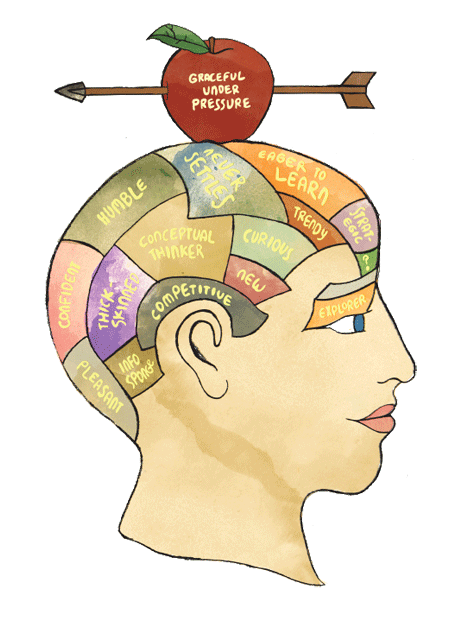 GRACEFUL
UNDER
PRESSURE
NEVER
SETTLES
EAGER TO
LEARN
HUMBLE
TRENDY
STRAT-
EGIC
CONCEPTUAL
THINKER
CURIOUS
?
CONFIDENT
THICK-
SKINNED
COMPETITIVE
NEW
EXPLORER
PLEASANT
INFO
SPONGE